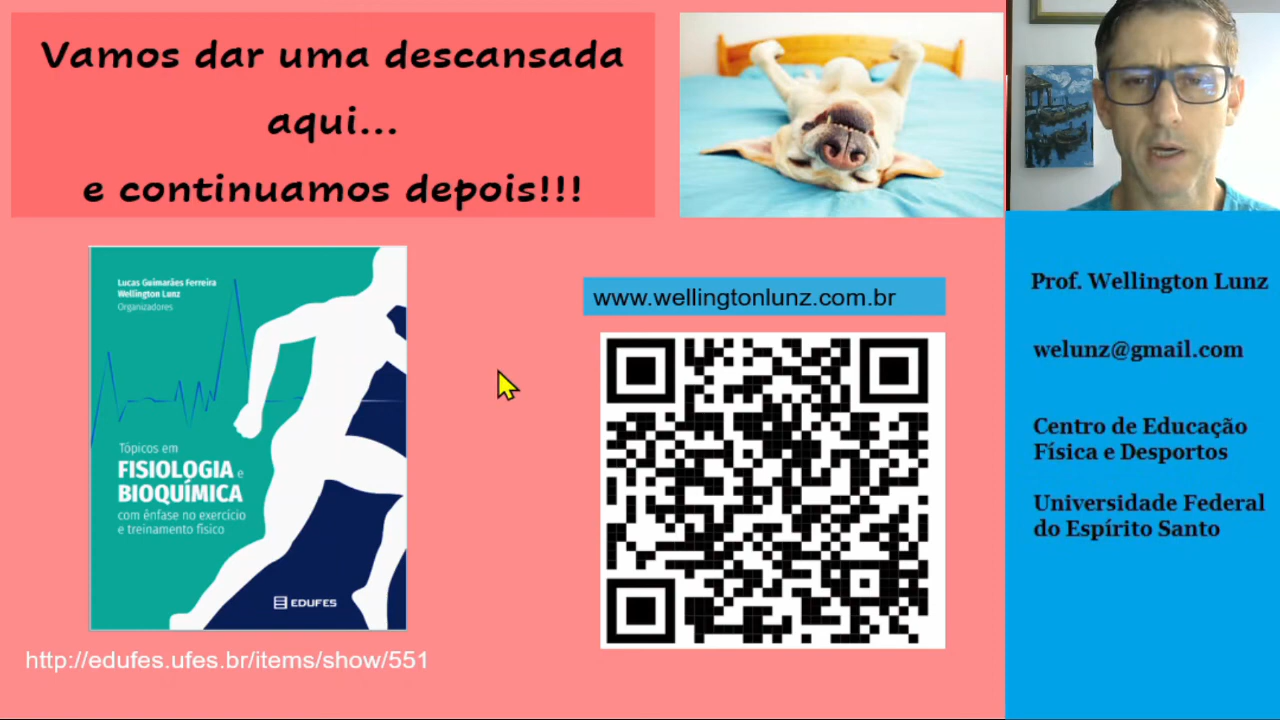 Vamos dar uma descansada
aqui...
e continuamos depois!!!
Lucas Guimarães Ferreira
Wellington Lunz
Organizadores
Tópicos em
FISIOLOGIA e
BIOQUÍMICA
com ênfase no exercício
e treinamento físico
EDUFES
http://edufes.ufes.br/items/show/551
www.wellingtonlunz.com.br
Prof. Wellington Lunz
welunz@gmail.com
Centro de Educação
Física e Desportos
Universidade Federal
do Espírito Santo